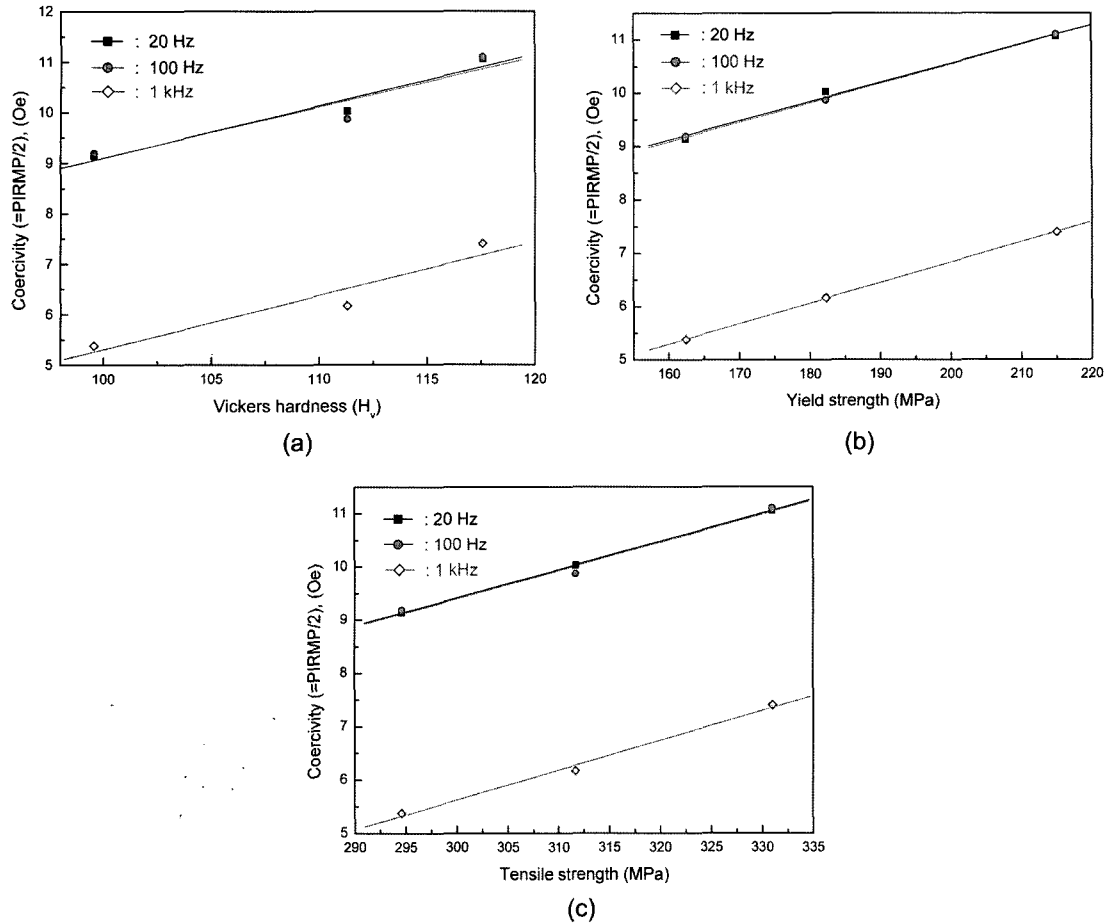 12
11
10
9
8
7
6
5
Coercivity (=PIRMP/2), (Oe)
: 20 Hz
: 100 Hz
: 1 kHz
100
105
110
115
120
Vickers hardness (Hv)
(a)
11
10
9
8
7
6
5
Coercivity (=PIRMP/2), (Oe)
: 20 Hz
: 100 Hz
: 1 kHz
160
170
180
190
200
210
220
Yield strength (MPa)
(b)
11
10
9
8
7
6
5
Coercivity (=PIRMP/2), (Oe)
: 20 Hz
: 100 Hz
: 1 kHz
290
295
300
305
310
315
320
325
330
335
Tensile strength (MPa)
(c)